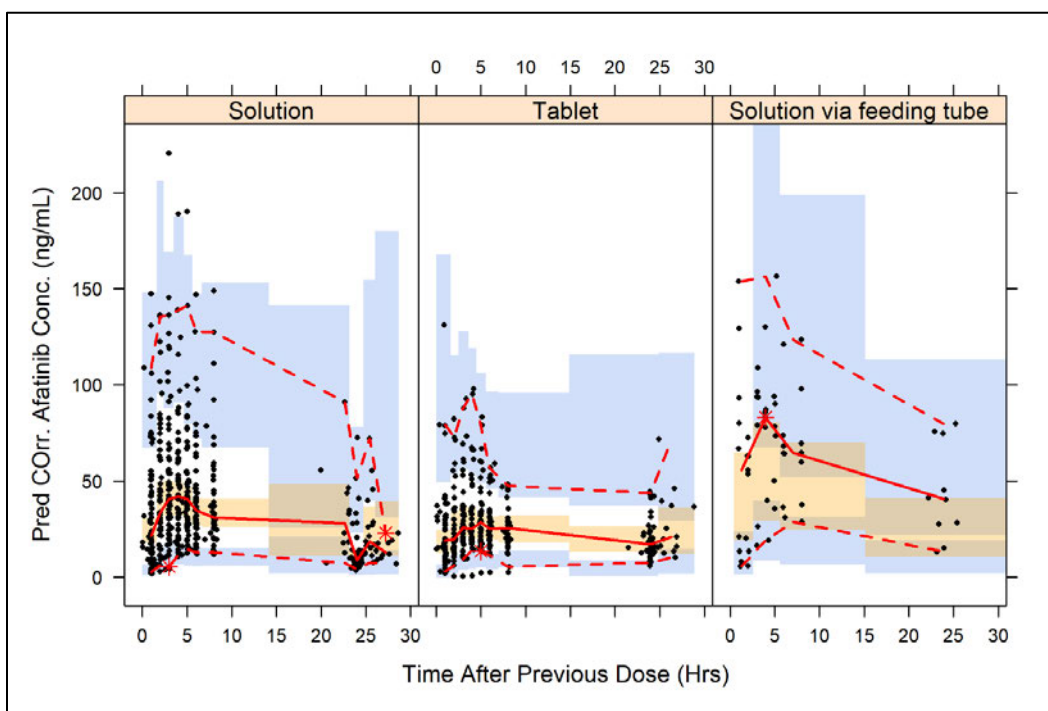 0 5 10 15 20 25 30
Solution Tablet Solution via feeding tube
200
150
100
50
0
Pred COrr. Afatinib Conc. (ng/mL)
0 5 10 15 20 25 30 0 5 10 15 20 25 30
Time After Previous Dose (Hrs)